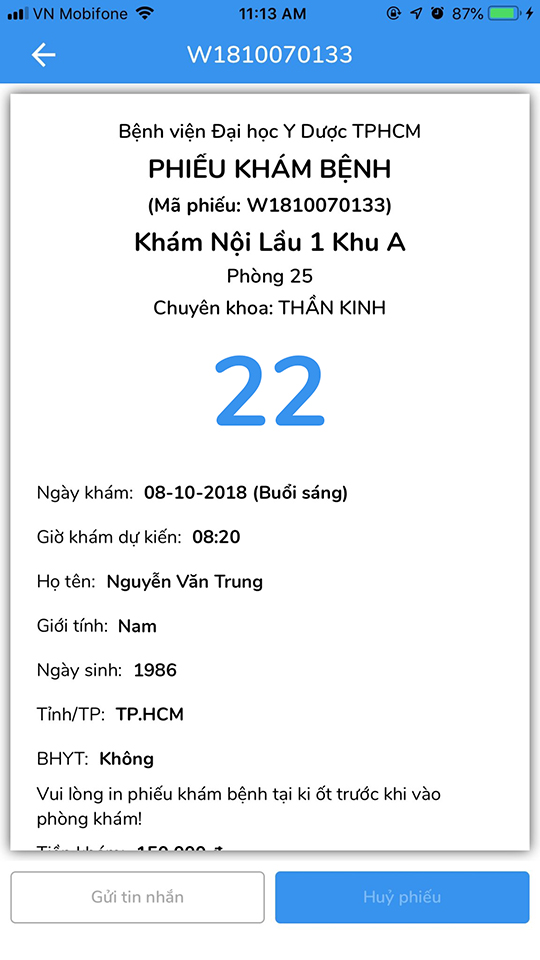 VN Mobifone 11:13 AM 87%
W1810070133
Bệnh viện Đại học Y Dược TPHCM
PHIẾU KHÁM BỆNH
(Mã phiếu: W1810070133)
Khám Nội Lầu 1 Khu A
Phòng 25
Chuyên khoa: THẦN KINH
22
Ngày khám: 08-10-2018 (Buổi sáng)
Giờ khám dự kiến: 08:20
Họ tên: Nguyễn Văn Trung
Giới tính: Nam
Ngày sinh: 1986
Tỉnh/TP: TP.HCM
BHYT: Không
Vui lòng in phiếu khám bệnh tại ki ốt trước khi vào
phòng khám!
Tiền khám: 150.000 đ
Gửi tin nhắn
Huỷ phiếu